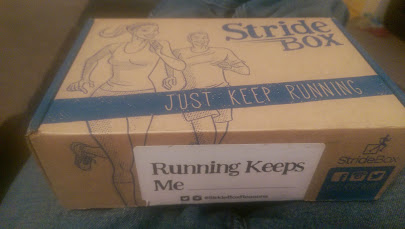 Stride
BOX
JUST KEEP RUNNING
Running Keeps
Me
StrideBox